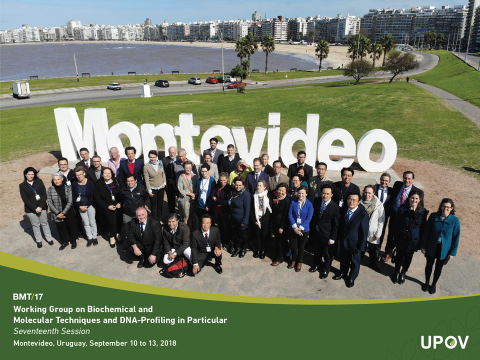 Montevideo
BMT/17
Working Group on Biochemical and
Molecular Techniques and DNA-Profiling in Particular
Seventeenth Session
Montevideo, Uruguay, September 10 to 13, 2018
UPOV